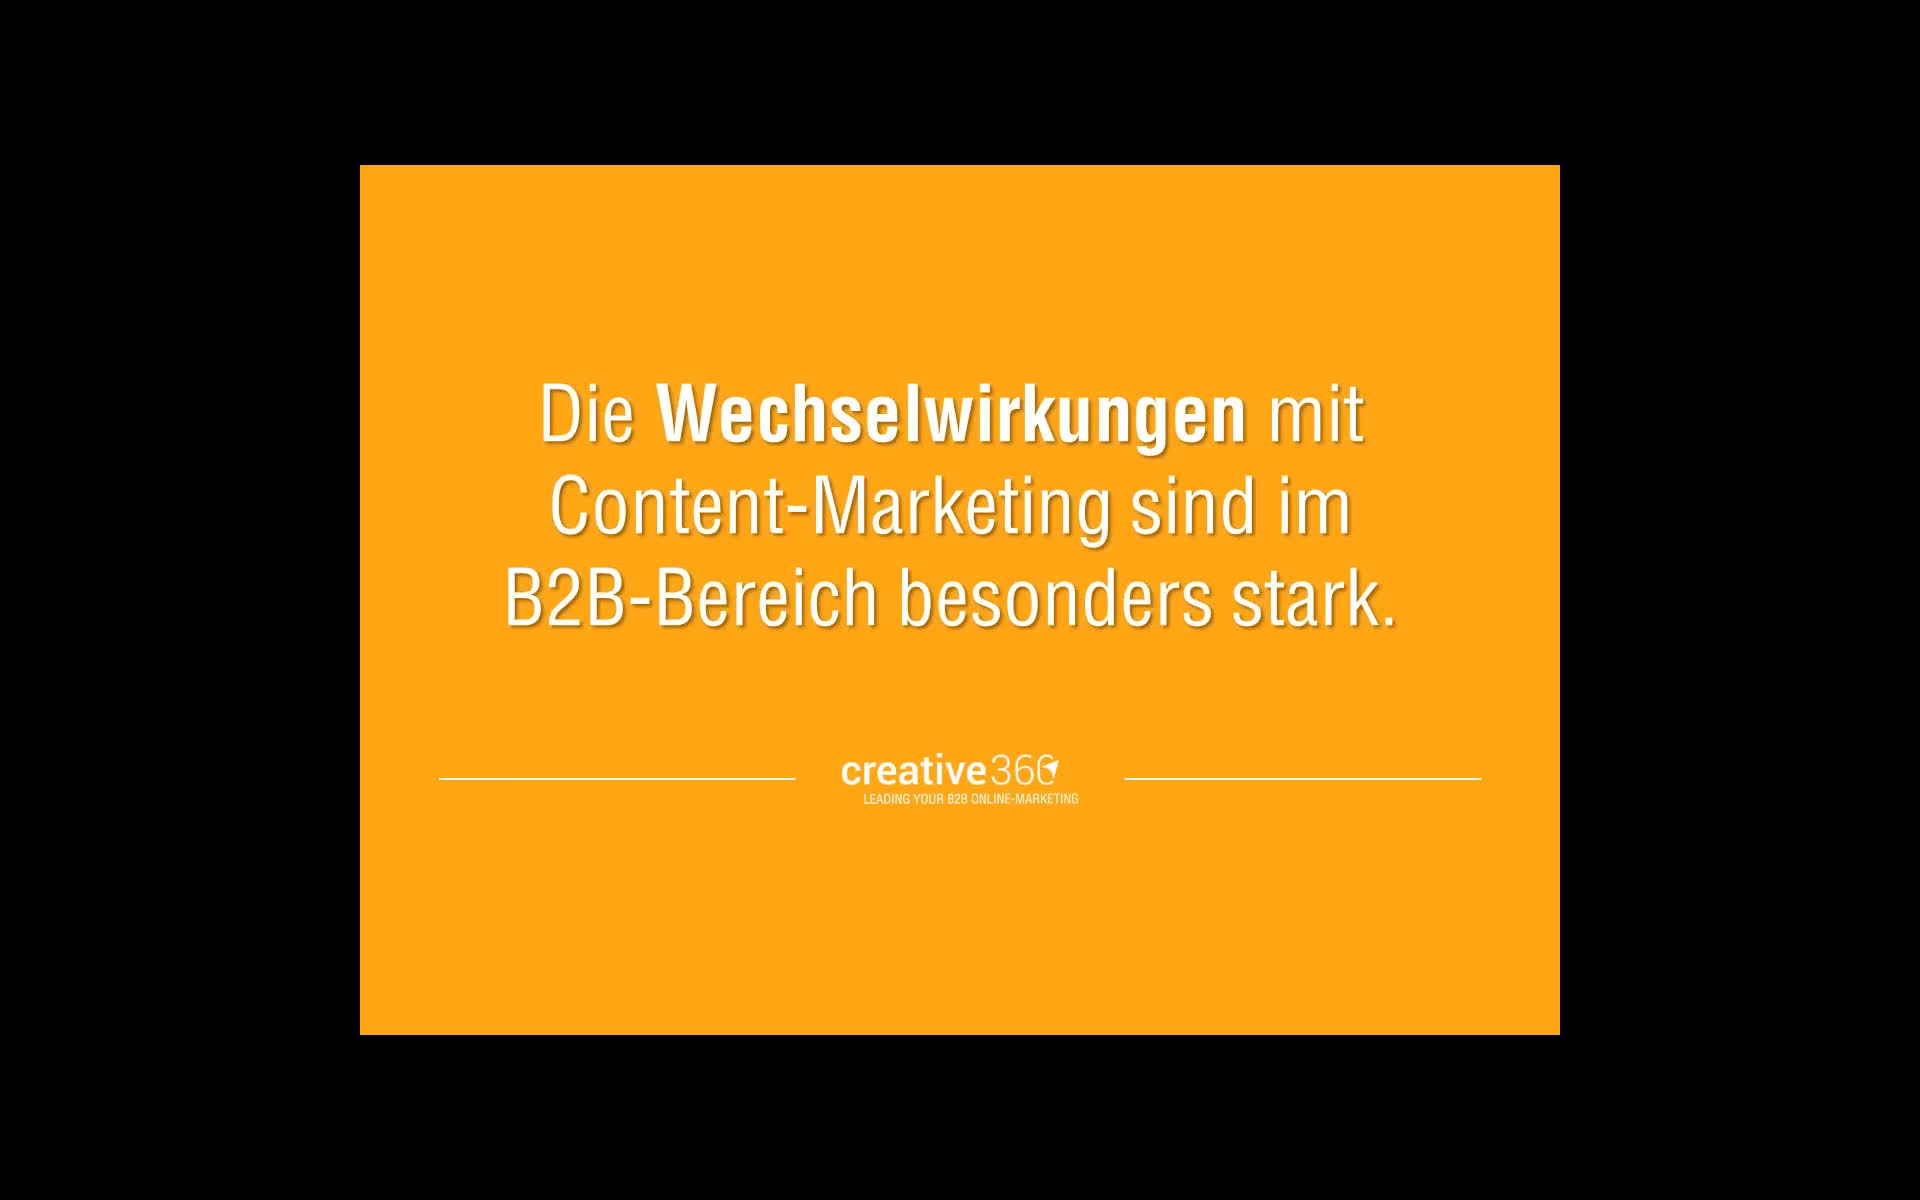 Die Wechselwirkungen mit
Content-Marketing sind im
B2B-Bereich besonders stark.
creative360
LEADING YOUR B2B ONLINE-MARKETING